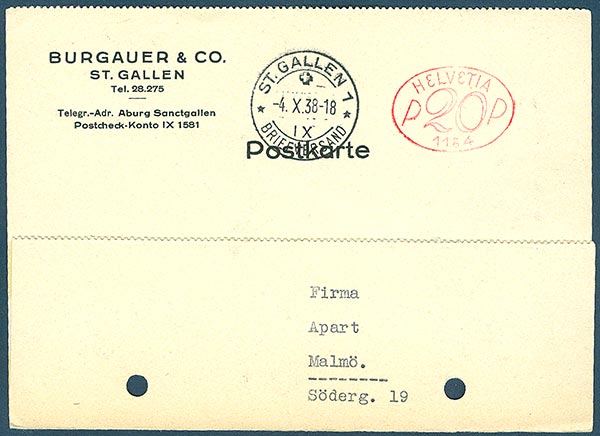 BURGAUER & CO.
ST. GALLEN
Tel. 28.275
Telegr.-Adr. Aburg Sanctgallen
Postcheck-Konto IX 1581
ST. GALLEN 1
-4. X.38-18
IX
BRIEFVERSAND
HELVETIA
P 20 P
1164
Postkarte
Firma
Apart
Malmö.
Söderg. 19